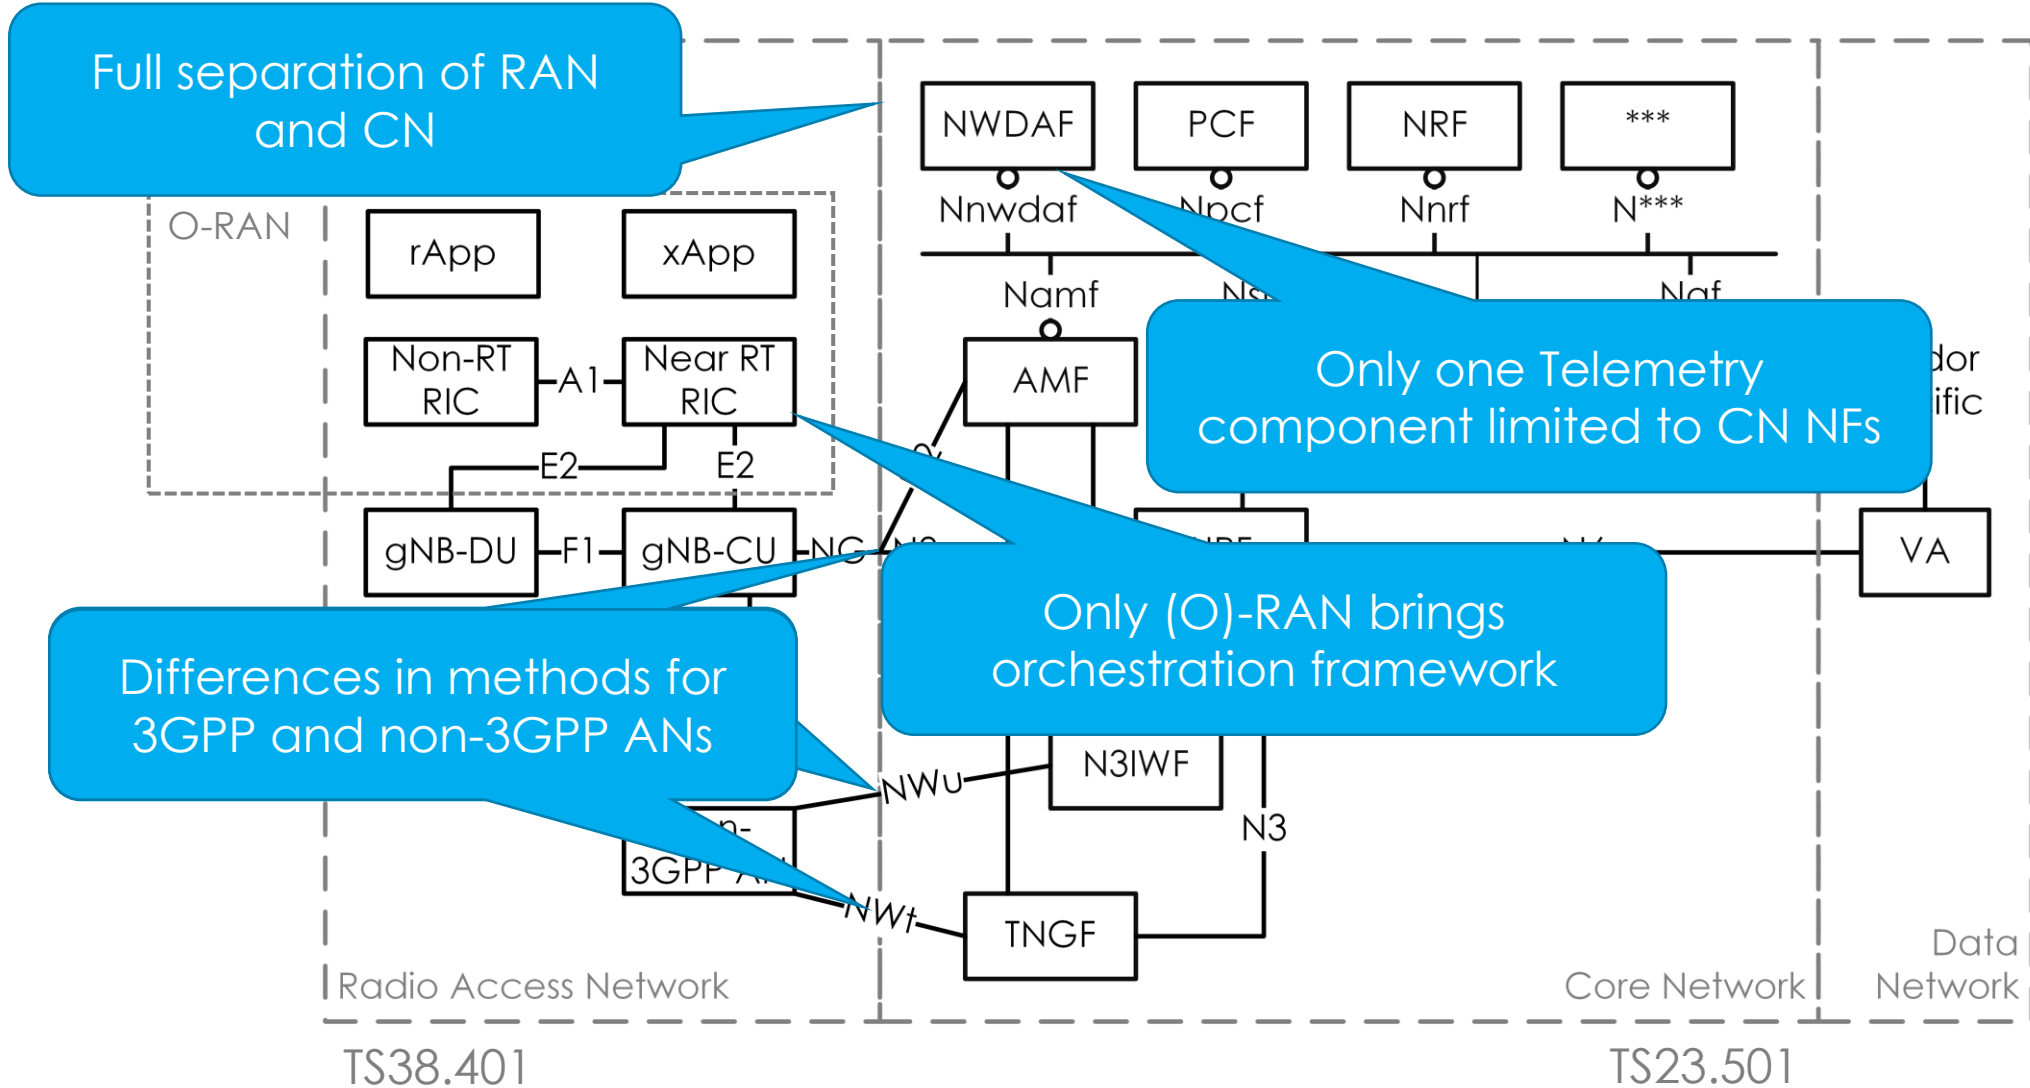 Full separation of RAN
and CN
NWDAF
PCF
NRF
***
Nnwdaf
Npcf
Nnrf
N***
O-RAN
rApp
xApp
Namf
Naf
Non-RT
RIC
A1
Near RT
RIC
AMF
Only one Telemetry
component limited to CN NFs
E2
E2
gNB-DU
F1
gNB-CU
NG
VA
Only (O)-RAN brings
orchestration framework
Differences in methods for
3GPP and non-3GPP ANs
NWu
N3IWF
N3
3GPP
NWt
TNGF
Radio Access Network
Core Network
Data
Network
TS38.401
TS23.501